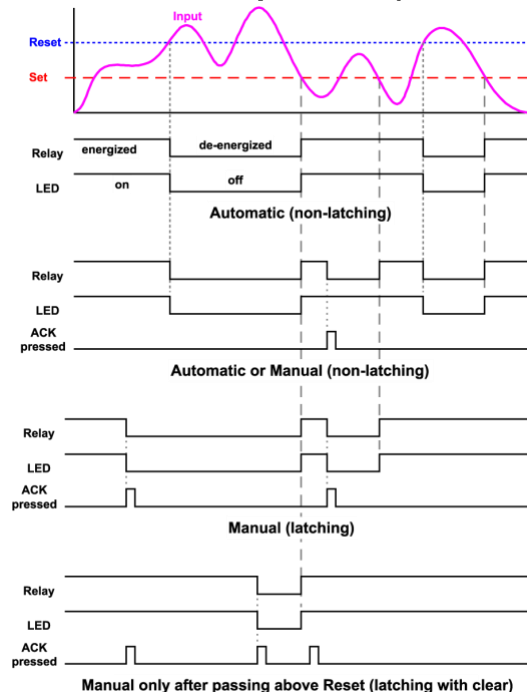 Input
Reset
Set
energized
de-energized
Relay
on
off
LED
Automatic (non-latching)
Relay
LED
ACK
pressed
Automatic or Manual (non-latching)
Relay
LED
ACK
pressed
Manual (latching)
Relay
LED
ACK
pressed
Manual only after passing above Reset (latching with clear)